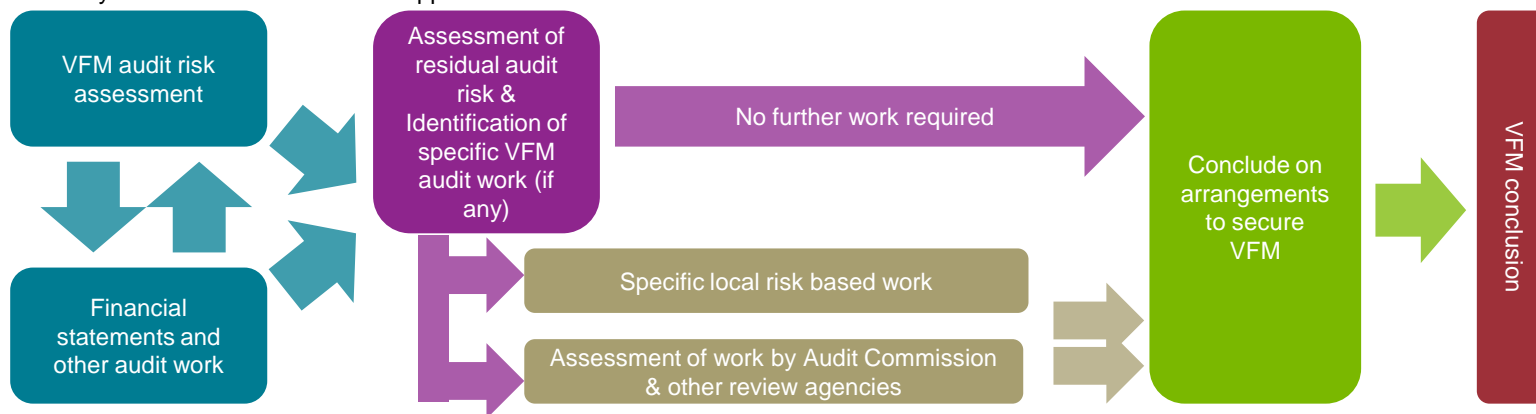 VFM audit risk
assessment
Assessment of
residual audit
risk &
Identification of
specific VFM
audit work (if
any)
No further work required
Conclude on
arrangements
to secure
VFM
VFM conclusion
Financial
statements and
other audit work
Specific local risk based work
Assessment of work by Audit Commission
& other review agencies